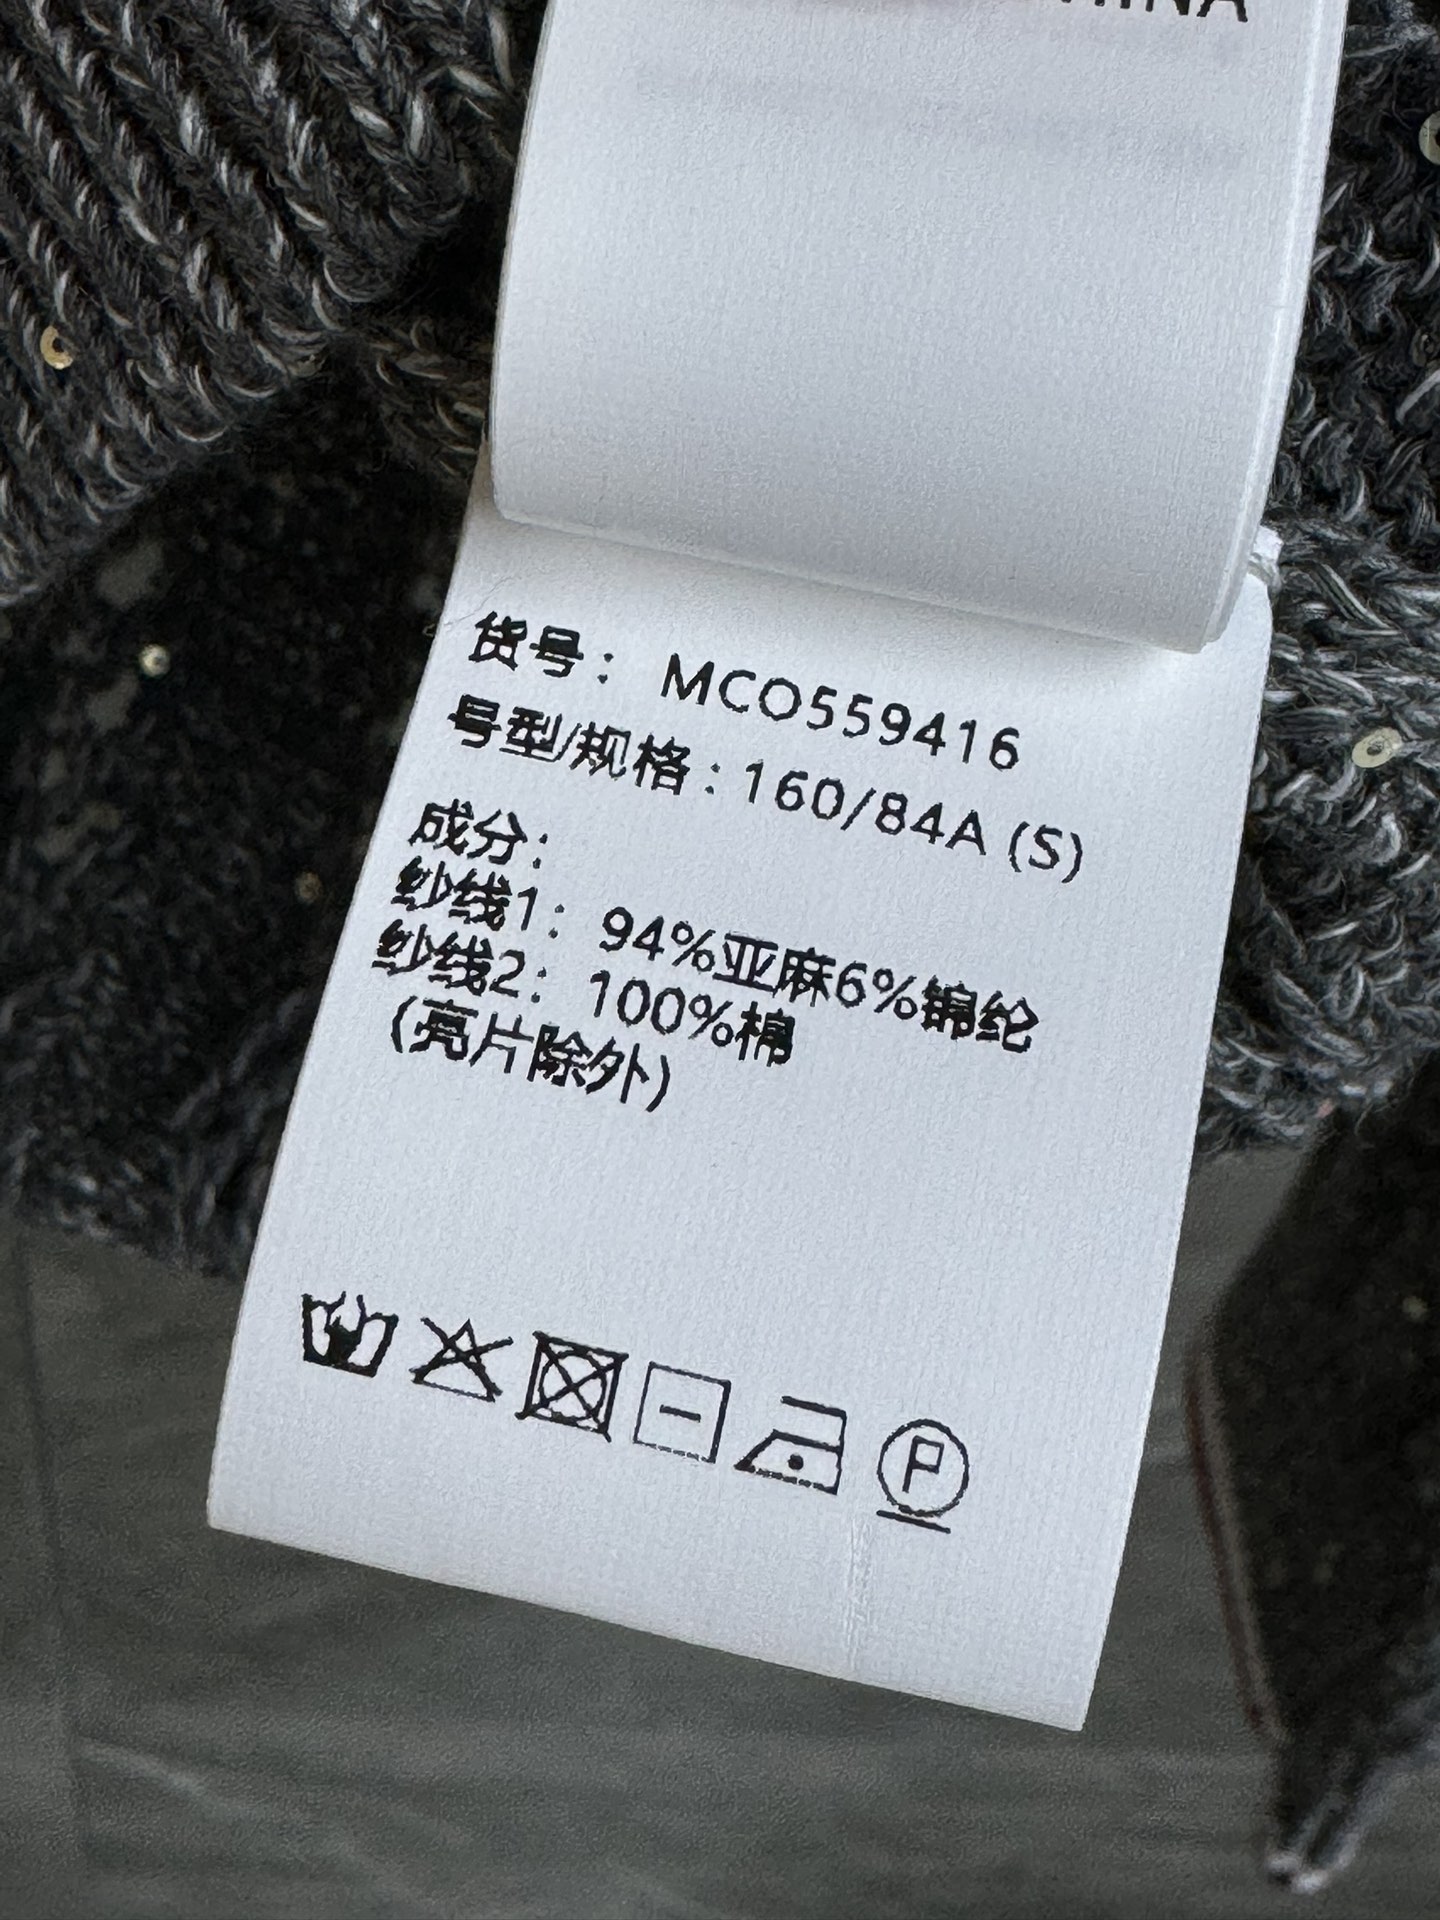 货号： MCO559416
号型/规格：160/84A (S)
成分：
纱线1： 94%亚麻6%锦纶
纱线2： 100%棉
(亮片除外)
P